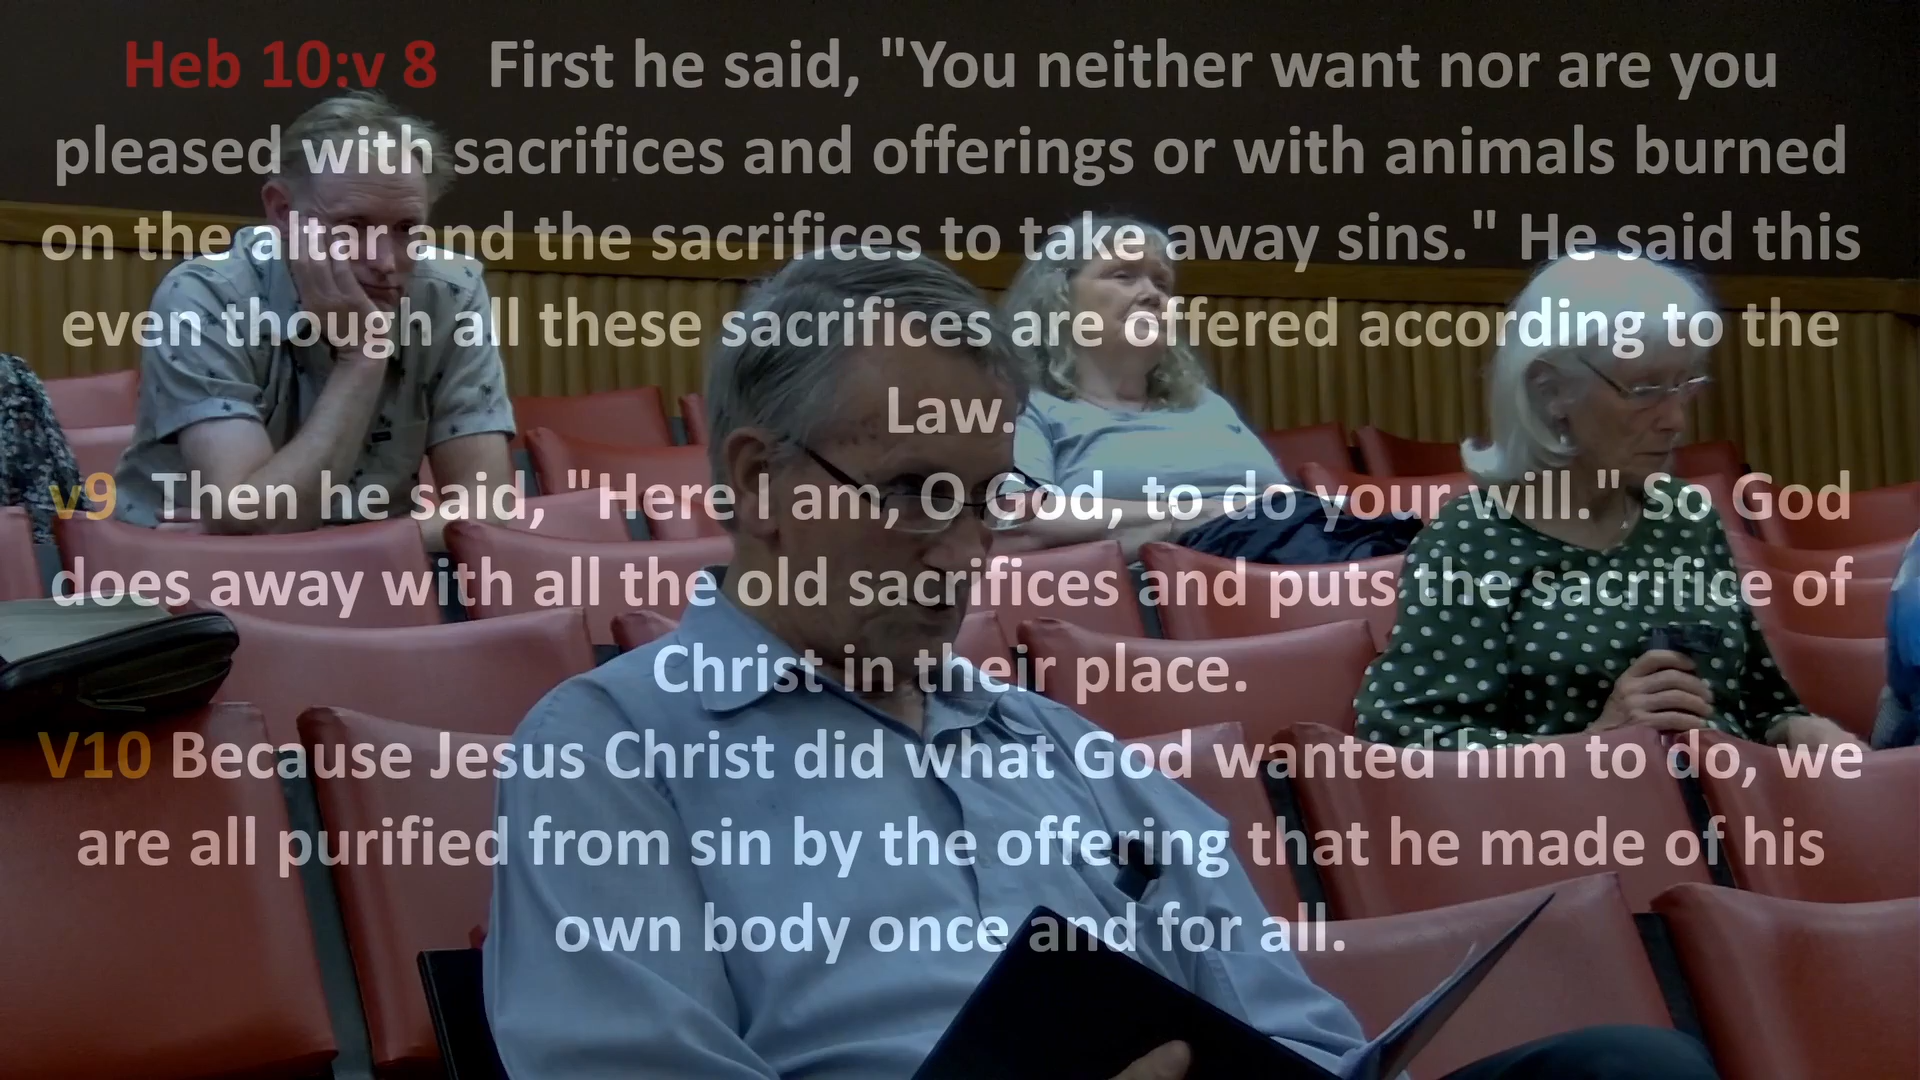 Heb 10:v 8 First he said, "You neither want nor are you
pleased with sacrifices and offerings or with animals burned
on the altar and the sacrifices to take away sins." He said this
even though all these sacrifices are offered according to the
Law.
v9 Then he said, "Here I am, O God, to do your will." So God
does away with all the old sacrifices and puts the sacrifice of
Christ in their place.
V10 Because Jesus Christ did what God wanted him to do, we
are all purified from sin by the offering that he made of his
own body once and for all.